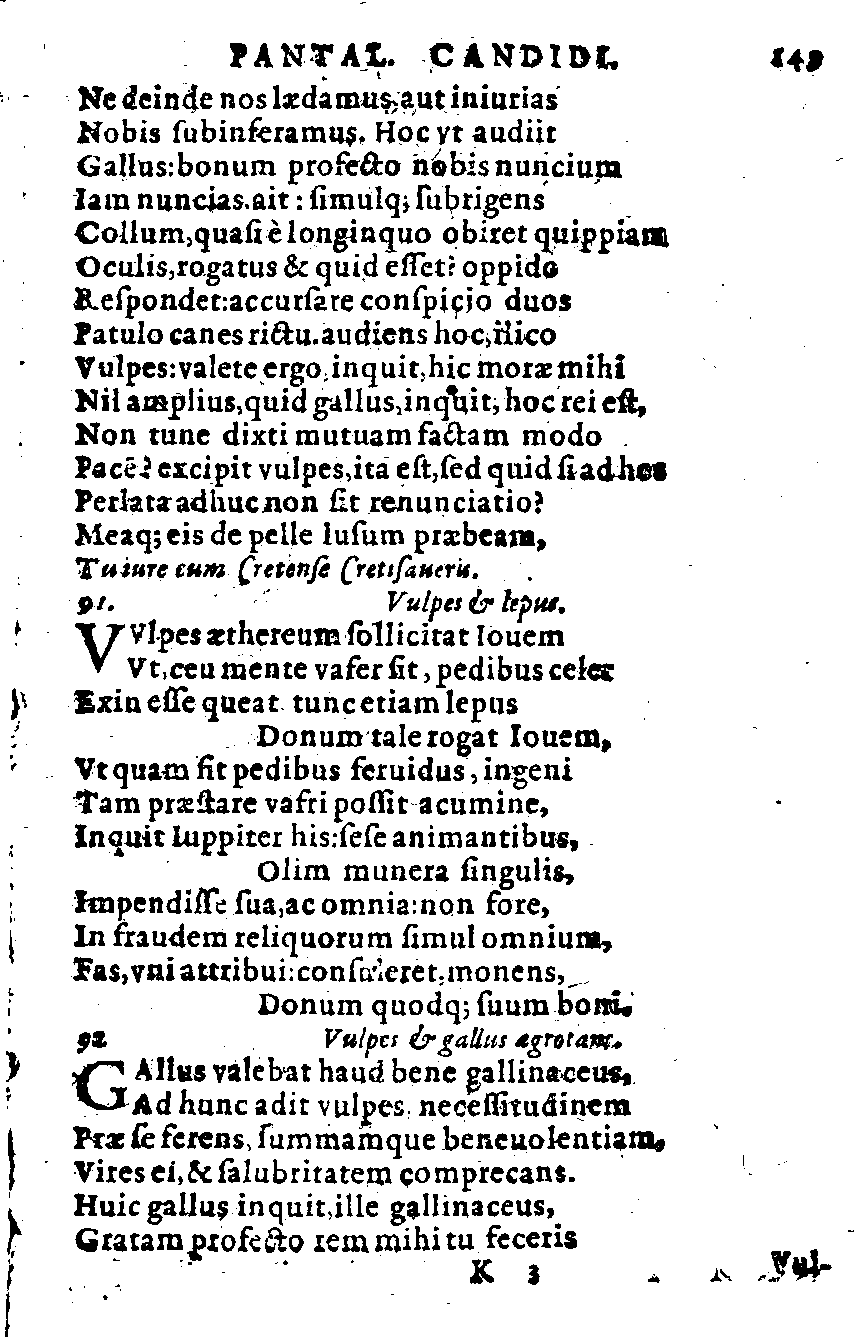 PANTAL. CANDIDI. 149
Ne deinde nos lædamus, aut iniurias
Nobis ſubinferamus. Hoc vt audiit
Gallus: bonum profecto nobis nuncium
Iam nuncias. ait: ſimulq; ſubrigens
Collum, quaſi è longinquo obiret quippiam
Oculis, rogatus & quid eſſet? oppido
Reſpondet: accurſare conſpicio duos
Patulo canes rictu. audiens hoc, ilico
Vulpes: valete ergo, inquit, hic moræ mihi
Nil amplius, quid gallus, inquit, hoc rei eſt,
Non tune dixti mutuam factam modo
Pacē? excipit vulpes, ita eſt, ſed quid ſi ad hos
Perlata adhuc non ſit renunciatio?
Meaq; eis de pelle luſum præbeam,
Tu iure cum Cretenſe Cretiſaueris.
91. Vulpes & lepus.
VVlpes æthereum ſollicitat Iouem
Vt, ceu mente vafer ſit, pedibus celer
Exin eſſe queat tunc etiam lepus
Donum tale rogat Iouem,
Vt quam ſit pedibus feruidus, ingeni
Tam præſtare vafri poſſit acumine,
Inquit Iuppiter his: ſeſe animantibus,
Olim munera ſingulis,
Impendiſſe ſua, ac omnia: non fore,
In fraudem reliquorum ſimul omnium,
Fas, vni attribui: conſuleret, monens,
Donum quodq; ſuum boni.
92 Vulpes & gallus ægrotans.
GAllus valebat haud bene gallinaceus,
Ad hunc adit vulpes, neceſſitudinem
Præ ſe ferens, ſummamque beneuolentiam,
Vires ei, & ſalubritatem comprecans.
Huic gallus inquit, ille gallinaceus,
Gratam profecto rem mihi tu feceris
K 3 Vul-